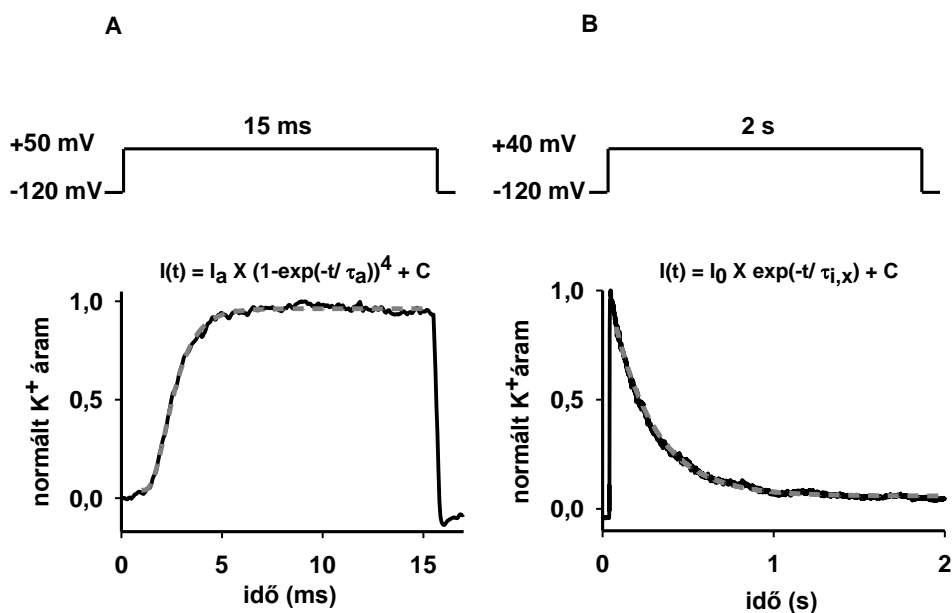 A
15 ms
+50 mV
-120 mV
I(t) = Ia X (1-exp(-t/ τa))4 + C
normált K+ áram
1,0
0,5
0,0
0
5
10
15
idő (ms)
B
2 s
+40 mV
-120 mV
I(t) = I0 X exp(-t/ τi,x) + C
normált K+áram
1,0
0,5
0,0
0
1
2
idő (s)